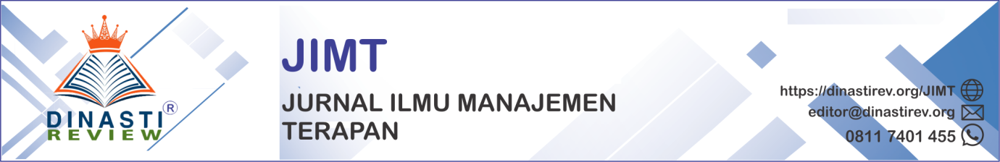 DINASTI®
REVIEW
JIMT
JURNAL ILMU MANAJEMEN
TERAPAN
https://dinastirev.org/JIMT
editor@dinastirev.org
0811 7401 455